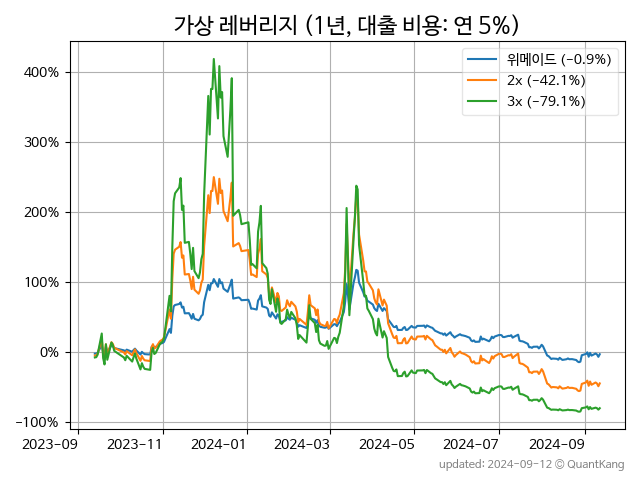 가상 레버리지 (1년, 대출 비용: 연 5%)
위메이드 (-0.9%)
2x (-42.1%)
3x (-79.1%)
400%
300%
200%
100%
0%
-100%
2023-09 2023-11 2024-01 2024-03 2024-05 2024-07 2024-09
updated: 2024-09-12 © QuantKang